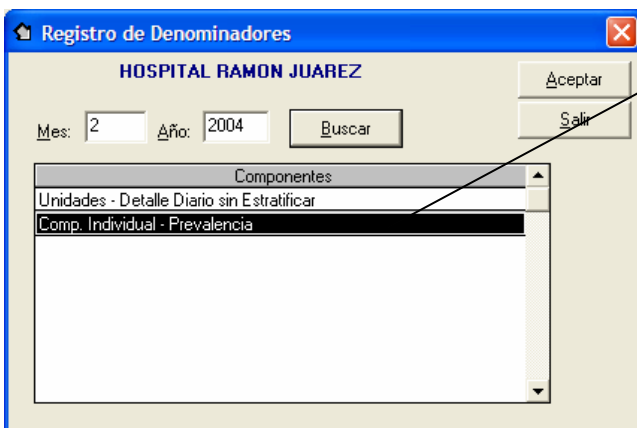 Registro de Denominadores
HOSPITAL RAMON JUAREZ
Aceptar
Mes: 2 Año: 2004 Buscar
Salir
Componentes
Unidades - Detalle Diario sin Estratificar
Comp. Individual - Prevalencia